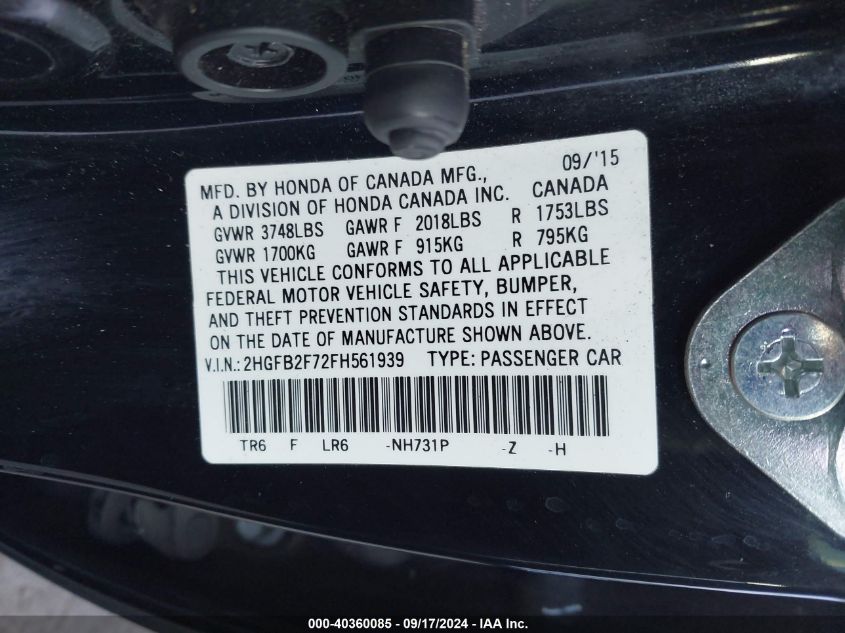 09/'15
MFD. BY HONDA OF CANADA MFG.,
A DIVISION OF HONDA CANADA INC. CANADA
GVWR 3748LBS GAWR F 2018LBS R 1753LBS
GVWR 1700KG GAWR F 915KG R 795KG
THIS VEHICLE CONFORMS TO ALL APPLICABLE
FEDERAL MOTOR VEHICLE SAFETY, BUMPER,
AND THEFT PREVENTION STANDARDS IN EFFECT
ON THE DATE OF MANUFACTURE SHOWN ABOVE.
V.I.N.: 2HGFB2F72FH561939 TYPE: PASSENGER CAR
TR6 F LR6 -NH731P -Z -H
000-40360085 - 09/17/2024 - IAA Inc.